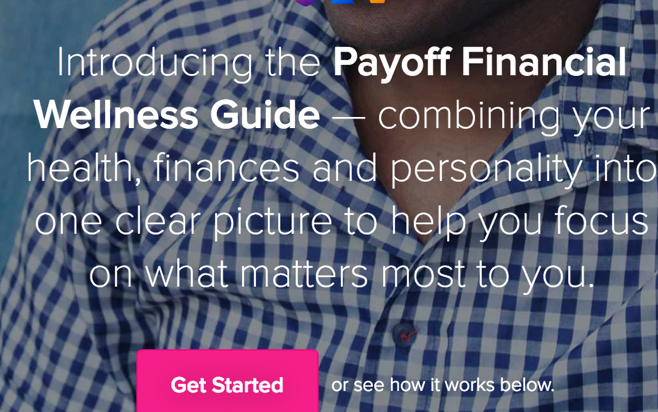 Introducing the Payoff Financial
Wellness Guide — combining your
health, finances and personality into
one clear picture to help you focus
on what matters most to you.
Get Started or see how it works below.